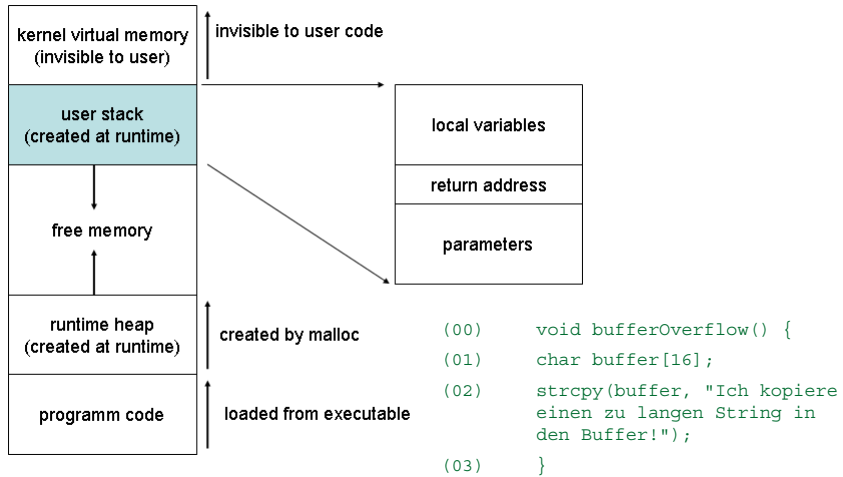 kernel virtual memory
(invisible to user)
invisible to user code
user stack
(created at runtime)
local variables
return address
parameters
free memory
runtime heap
(created at runtime)
created by malloc
programm code
loaded from executable
(00) void bufferOverflow() {
(01) char buffer[16];
(02) strcpy(buffer, "Ich kopiere
einen zu langen String in
den Buffer!");
(03) }